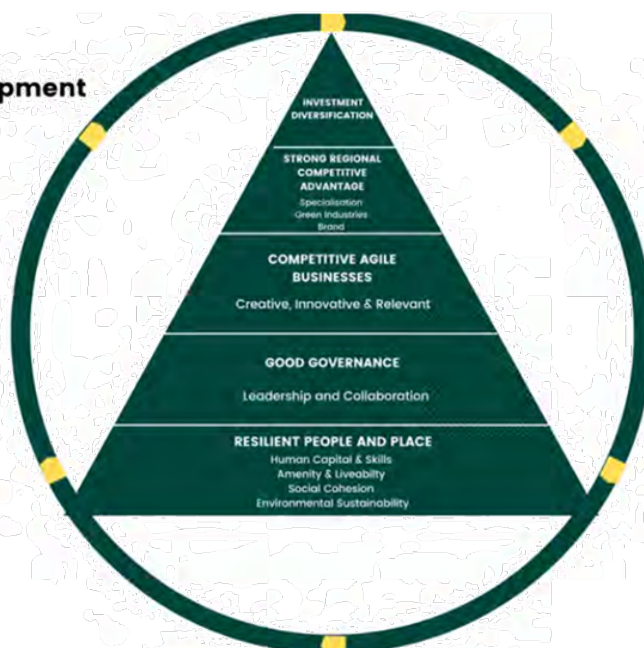 pment
INVESTMENT
DIVERSIFICATION
STRONG REGIONAL
COMPETITIVE
ADVANTAGE
Specialisation
Green Industries
Brand
COMPETITIVE AGILE
BUSINESSES
Creative, Innovative & Relevant
GOOD GOVERNANCE
Leadership and Collaboration
RESILIENT PEOPLE AND PLACE
Human Capital & Skills
Amenity & Liveabilty
Social Cohesion
Environmental Sustainability